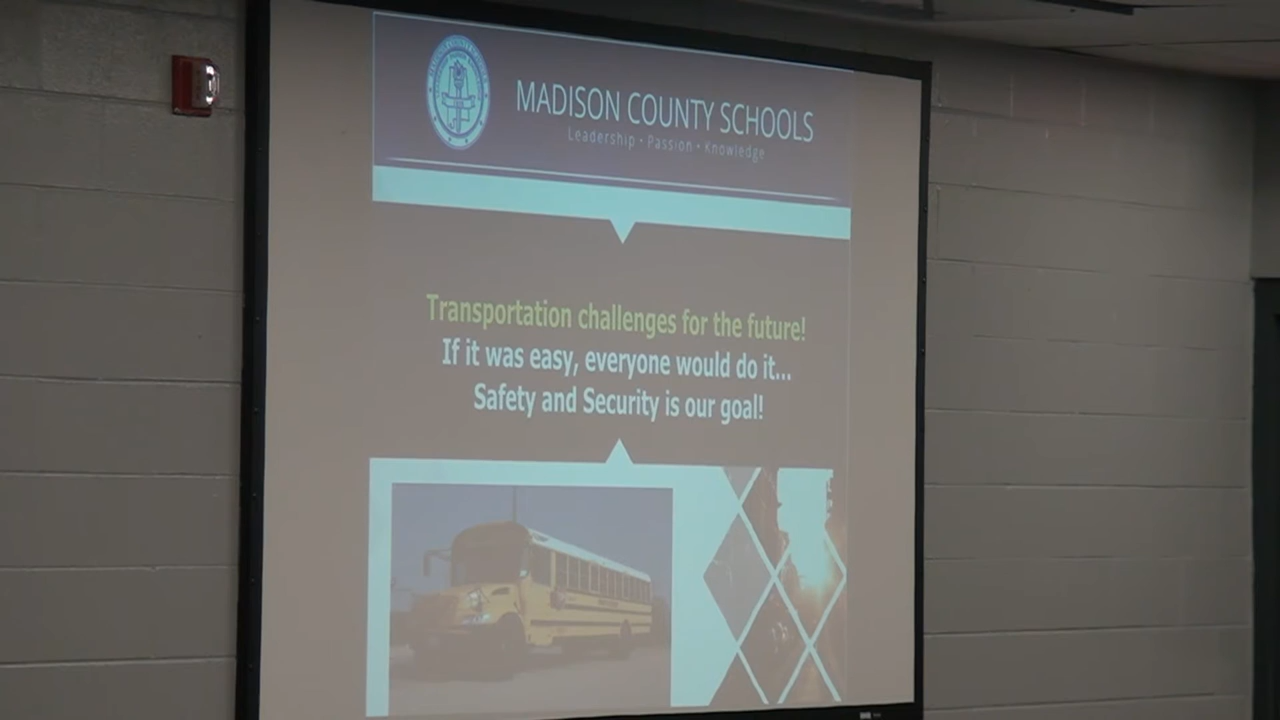 MADISON COUNTY SCHOOLS
Leadership • Passion • Knowledge
Transportation challenges for the future!
If it was easy, everyone would do it...
Safety and Security is our goal!